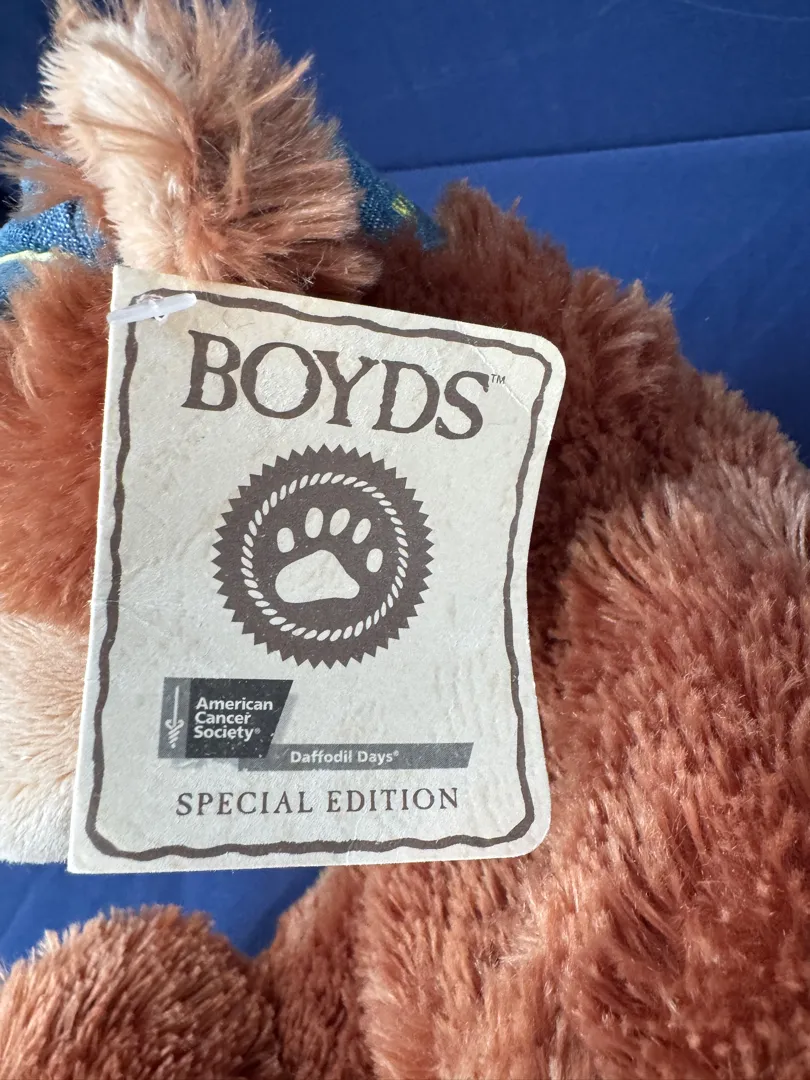 BOYDS™
American
Cancer
Society®
Daffodil Days®
SPECIAL EDITION